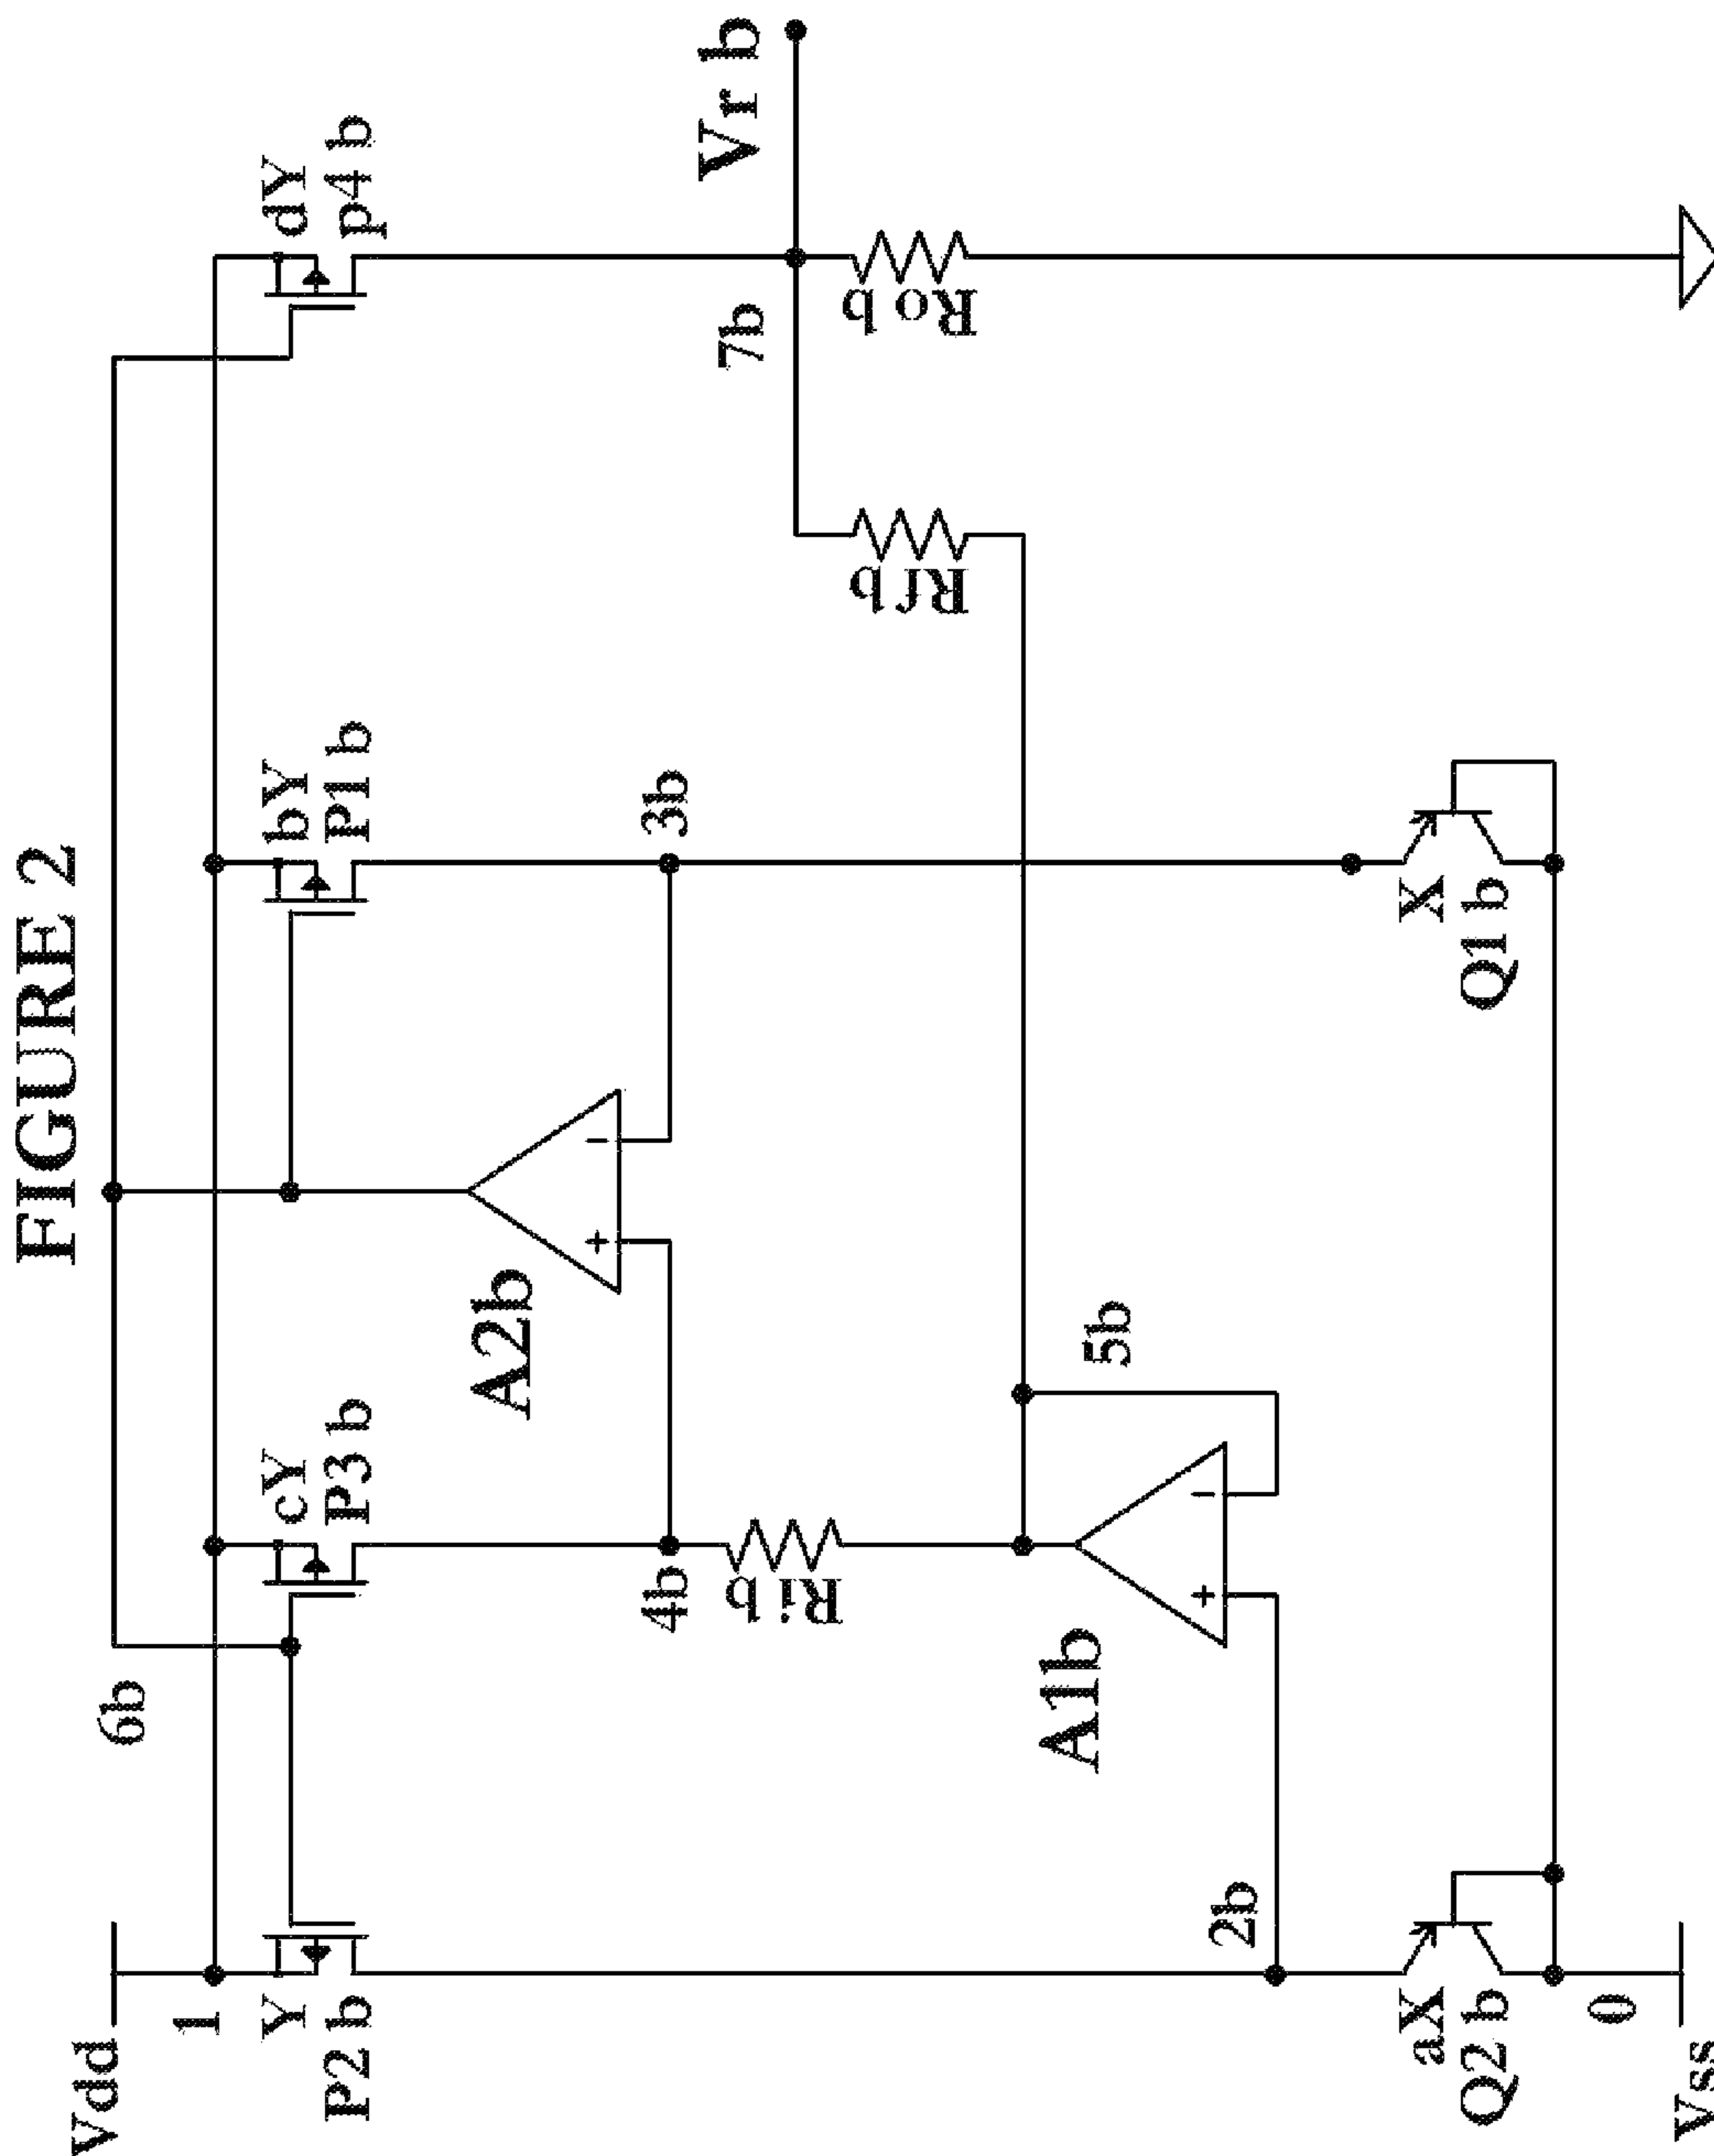 FIGURE 2
Vdd
1
Y
P2 b
6b
cY
P3 b
bY
P1 b
dY
p4 b
A2b
+
-
4b
3b
Ri b
7b
Vr b
Rf b
Ro b
5b
A1b
+
-
2b
aX
Q2 b
X
Q1 b
0
Vss